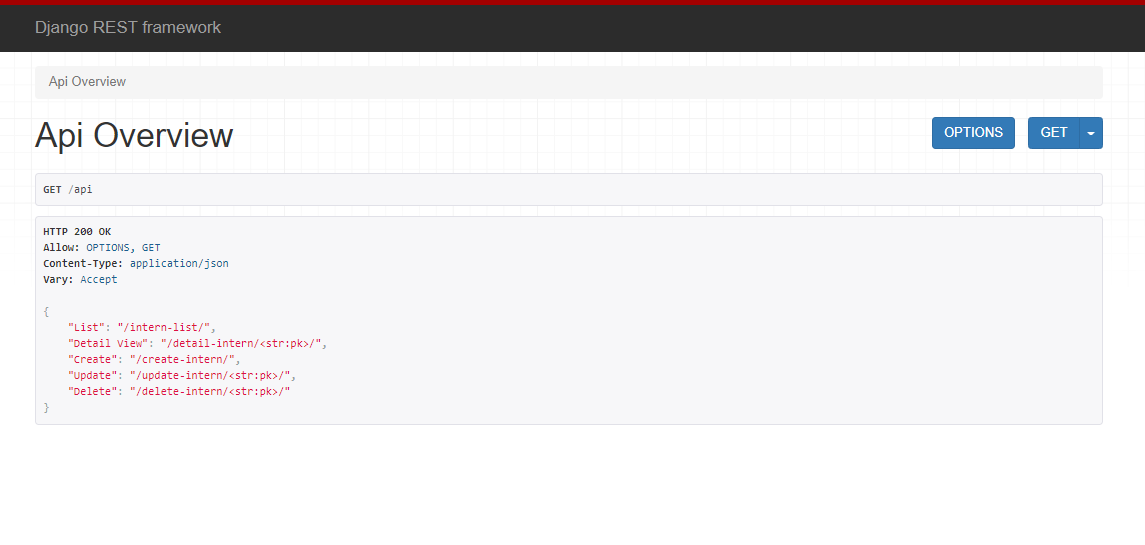 Django REST framework
Api Overview
Api Overview
OPTIONS
GET
GET /api
HTTP 200 OK
Allow: OPTIONS, GET
Content-Type: application/json
Vary: Accept
{
    "List": "/intern-list/",
    "Detail View": "/detail-intern/<str:pk>/",
    "Create": "/create-intern/",
    "Update": "/update-intern/<str:pk>/",
    "Delete": "/delete-intern/<str:pk>/"
}